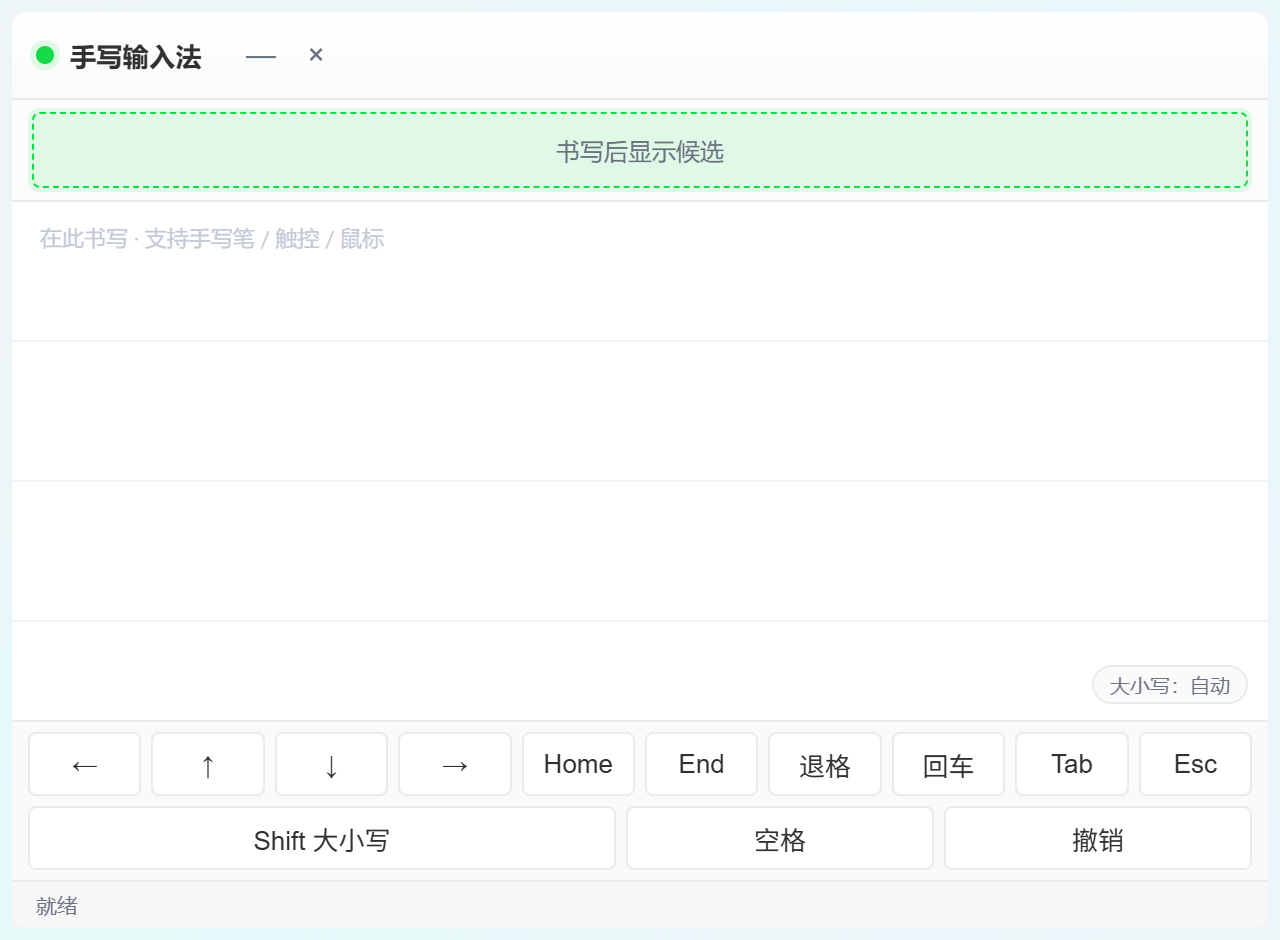 手写输入法 — ×
书写后显示候选
在此书写 · 支持手写笔 / 触控 / 鼠标
大小写：自动
← ↑ ↓ → Home End 退格 回车 Tab Esc
Shift 大小写 空格 撤销
就绪